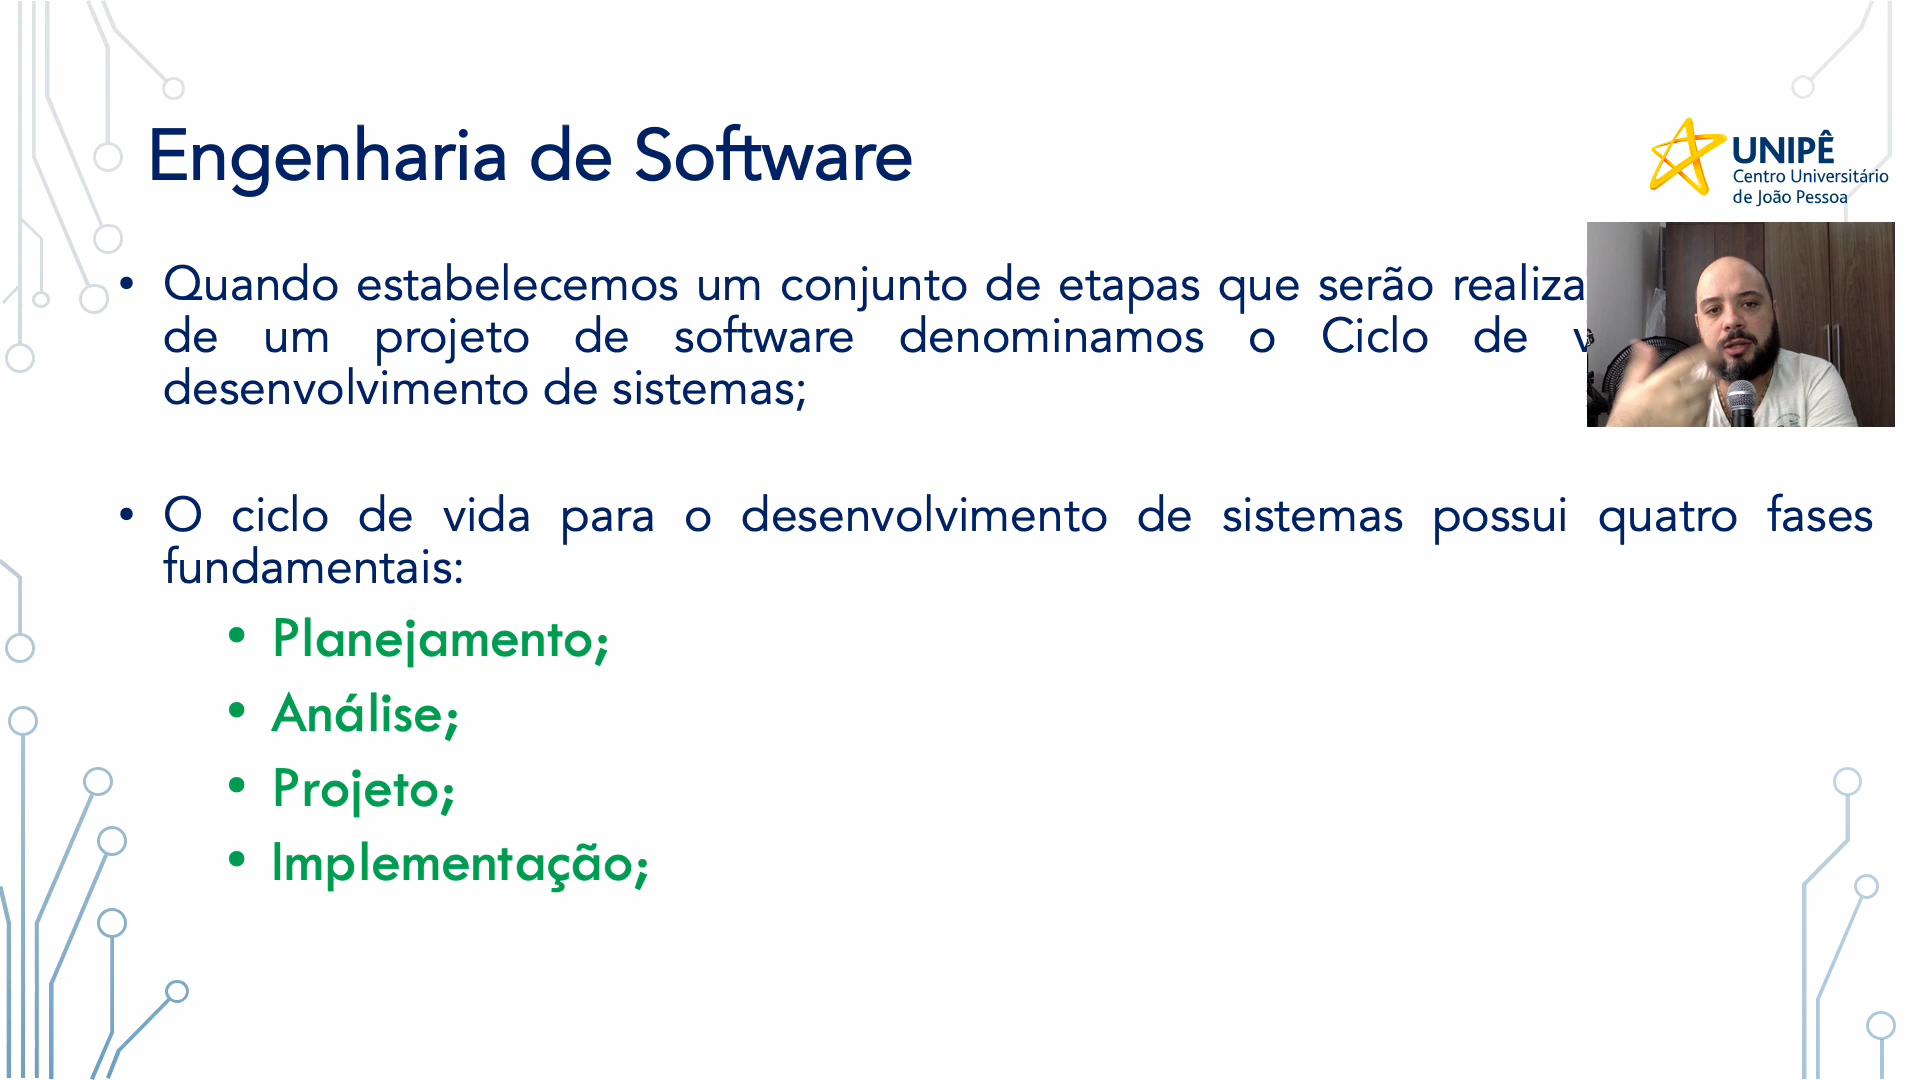 Engenharia de Software
UNIPÊ
Centro Universitário
de João Pessoa
• Quando estabelecemos um conjunto de etapas que serão
de um projeto de software denominamos o Ciclo de
desenvolvimento de sistemas;
• O ciclo de vida para o desenvolvimento de sistemas possui quatro fases
fundamentais:
• Planejamento;
• Análise;
• Projeto;
• Implementação;